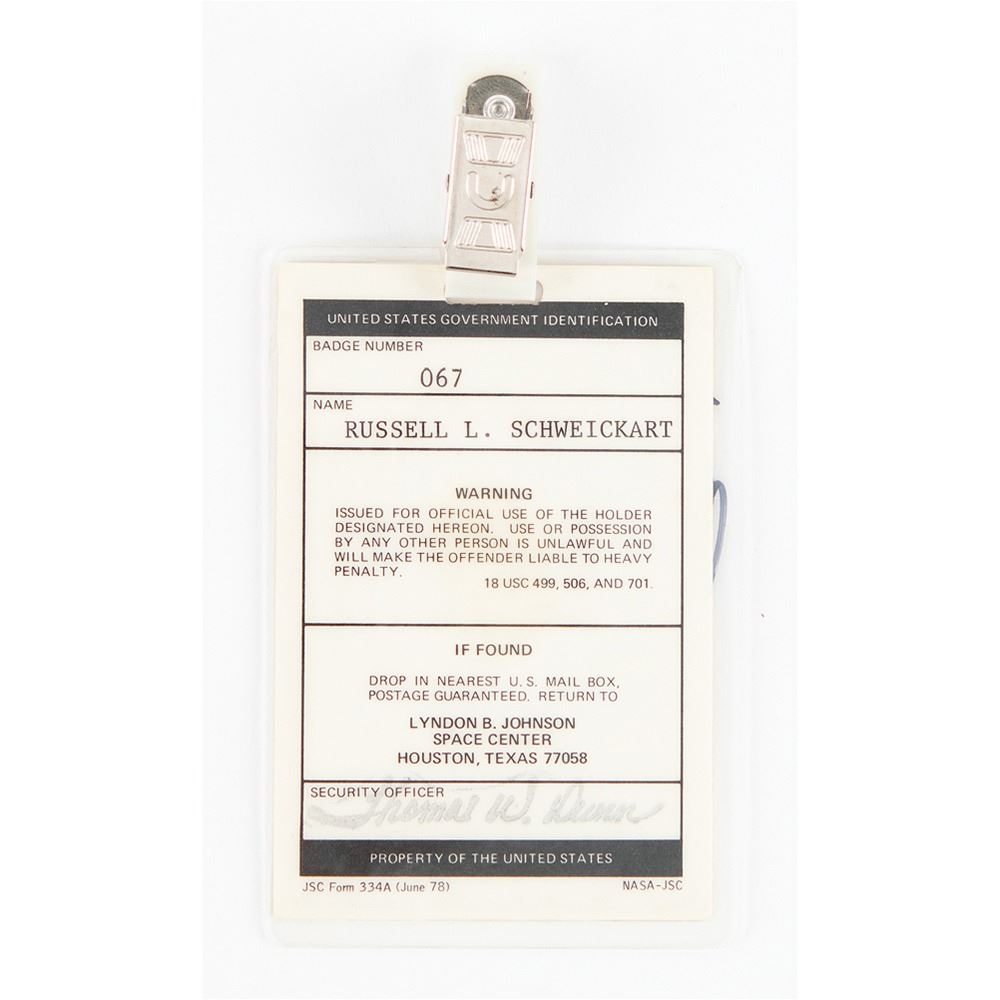 UNITED STATES GOVERNMENT IDENTIFICATION
BADGE NUMBER
067
NAME
RUSSELL L. SCHWEICKART
WARNING
ISSUED FOR OFFICIAL USE OF THE HOLDER
DESIGNATED HEREON. USE OR POSSESSION
BY ANY OTHER PERSON IS UNLAWFUL AND
WILL MAKE THE OFFENDER LIABLE TO HEAVY
PENALTY.
18 USC 499, 506, AND 701.
IF FOUND
DROP IN NEAREST U.S. MAIL BOX,
POSTAGE GUARANTEED. RETURN TO
LYNDON B. JOHNSON
SPACE CENTER
HOUSTON, TEXAS 77058
SECURITY OFFICER
Thomas W.
PROPERTY OF THE UNITED STATES
JSC Form 334A (June 78)
NASA-JSC